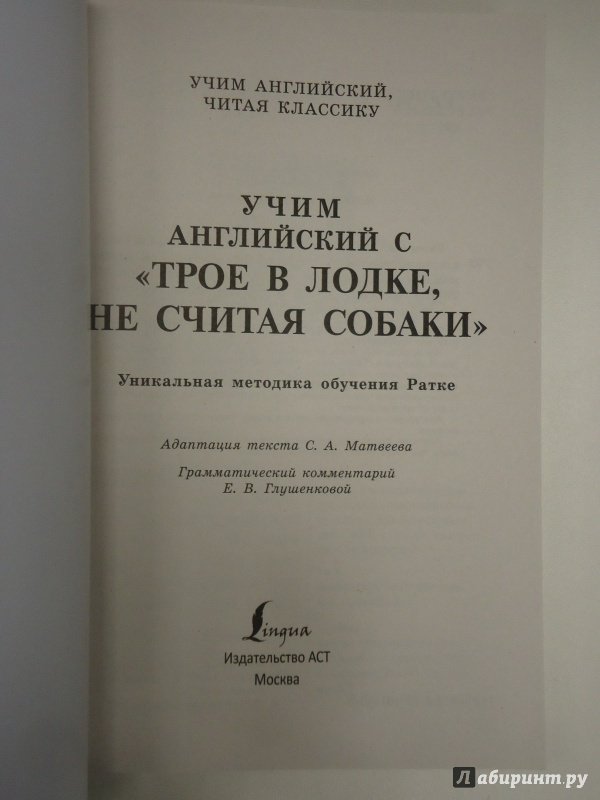 УЧИМ АНГЛИЙСКИЙ,
ЧИТАЯ КЛАССИКУ
УЧИМ
АНГЛИЙСКИЙ С
«ТРОЕ В ЛОДКЕ,
НЕ СЧИТАЯ СОБАКИ»
Уникальная методика обучения Ратке
Адаптация текста С. А. Матвеева
Грамматический комментарий
Е. В. Глушенковой
Lingua
Издательство АСТ
Москва
Лабиринт.ру